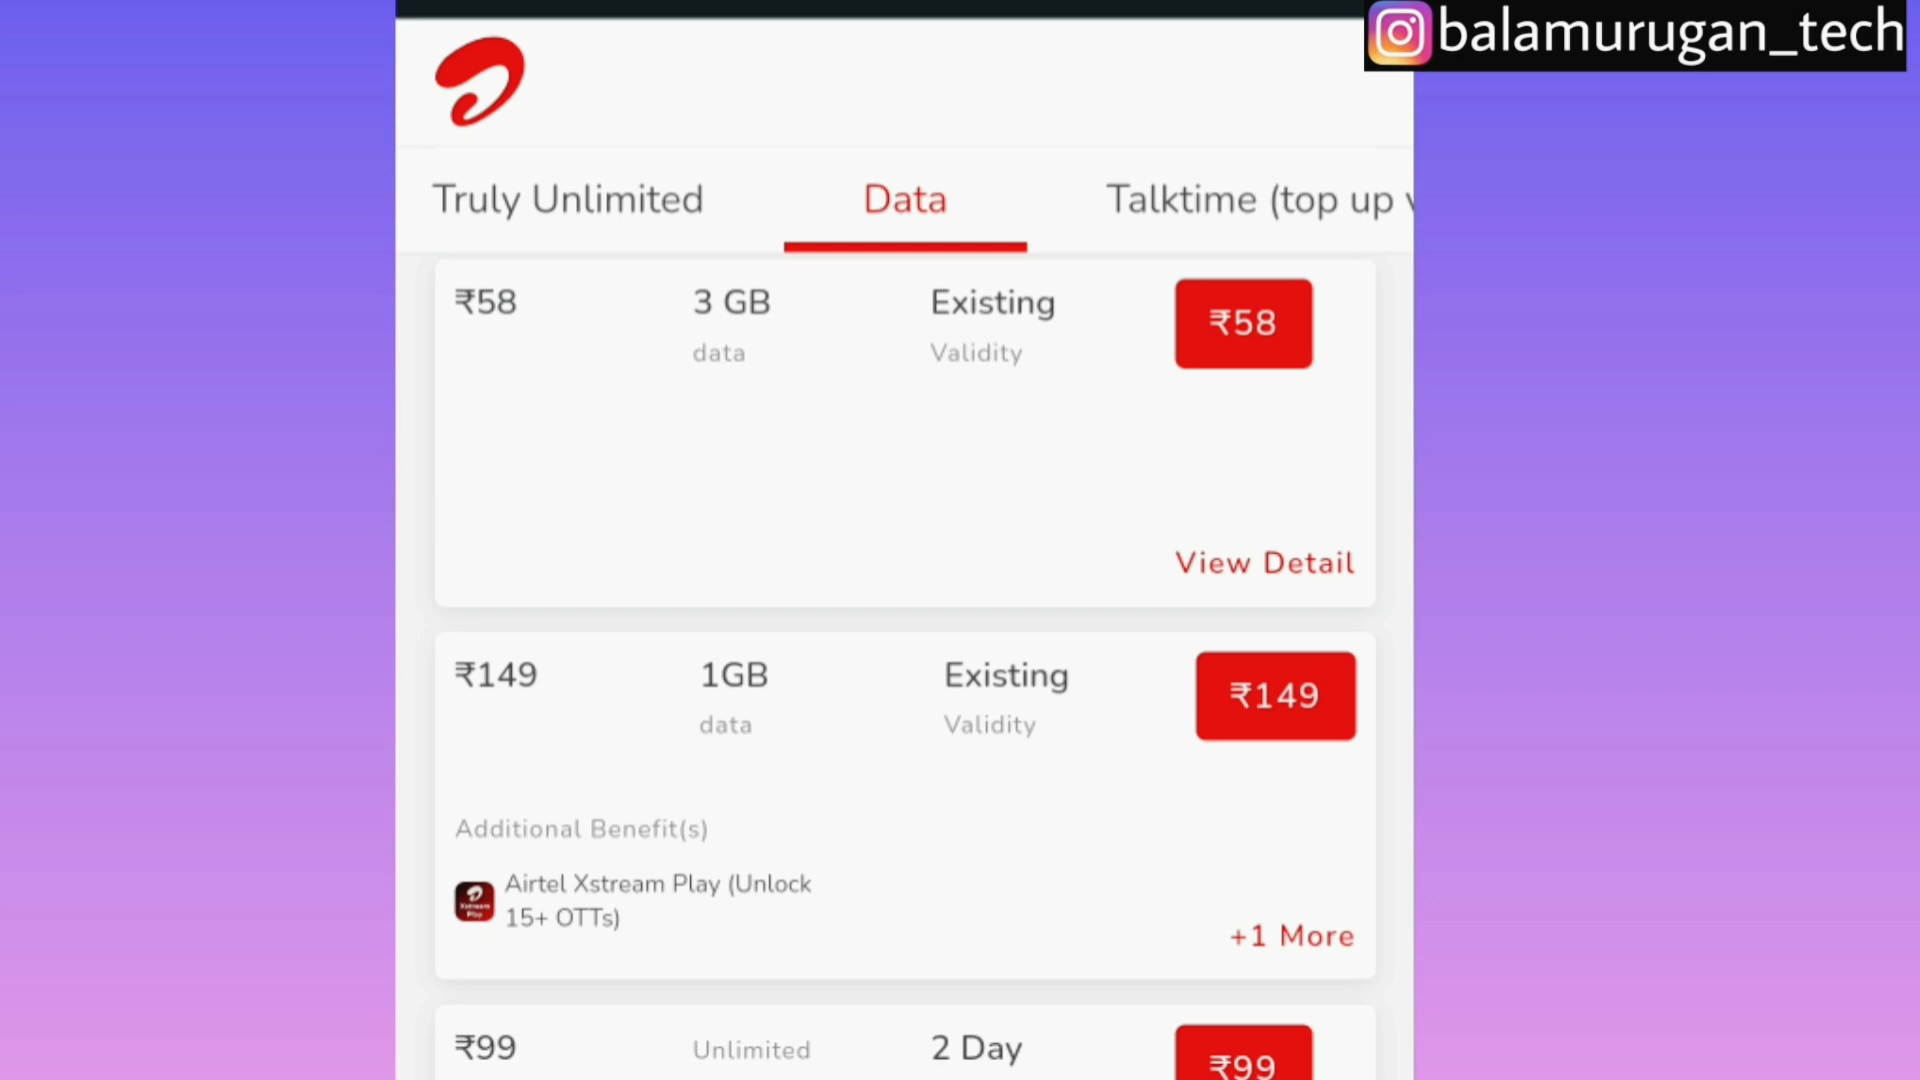 balamurugan_tech
Truly Unlimited
Data
Talktime (top up
₹58
3 GB
data
Existing
Validity
₹58
View Detail
₹149
1GB
data
Existing
Validity
₹149
Additional Benefit(s)
Airtel Xstream Play (Unlock
15+ OTTs)
+1 More
₹99
Unlimited
2 Day
₹99